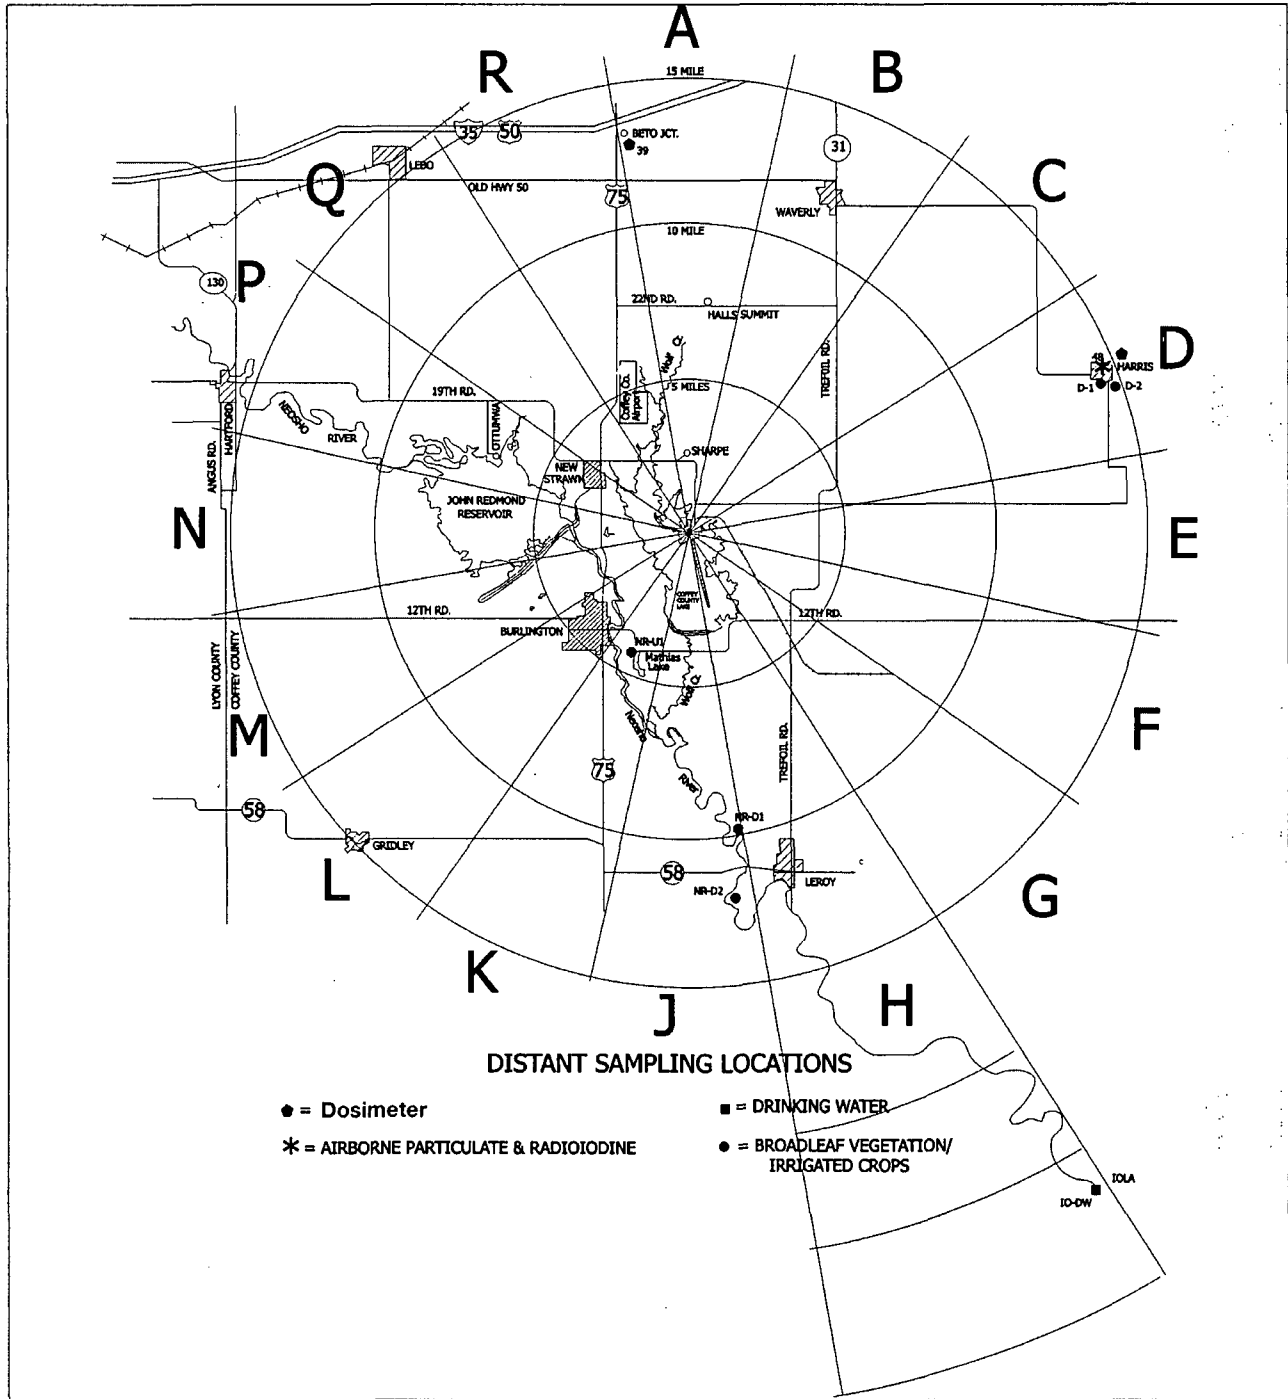 A
15 MILE
R
B
35
50
BETO JCT.
39
31
LEBO
Q
OLD HWY 50
75
WAVERLY
C
10 MILE
P
130
22ND RD.
HALLS SUMMIT
D
48
HARRIS
D-1
D-2
TREFOIL RD.
Wolf
5 MILES
Coffey Co.
Airport
19TH RD.
HARTFORD
NEOSHO
RIVER
OTTUMWA
SHARPE
NEW
STRAWN
ANGUS RD.
JOHN REDMOND
RESERVOIR
N
E
COFFEY
COUNTY
LAKE
12TH RD.
12TH RD.
BURLINGTON
NR-U1
Mathias
Lake
LYON COUNTY
COFFEY COUNTY
Wolf
Neosho
M
F
TREFOIL RD.
75
River
58
NR-D1
GRIDLEY
L
58
LEROY
NR-D2
G
K
J
H
DISTANT SAMPLING LOCATIONS
= Dosimeter
= DRINKING WATER
= AIRBORNE PARTICULATE & RADIOIODINE
= BROADLEAF VEGETATION/
IRRIGATED CROPS
IOLA
IO-DW